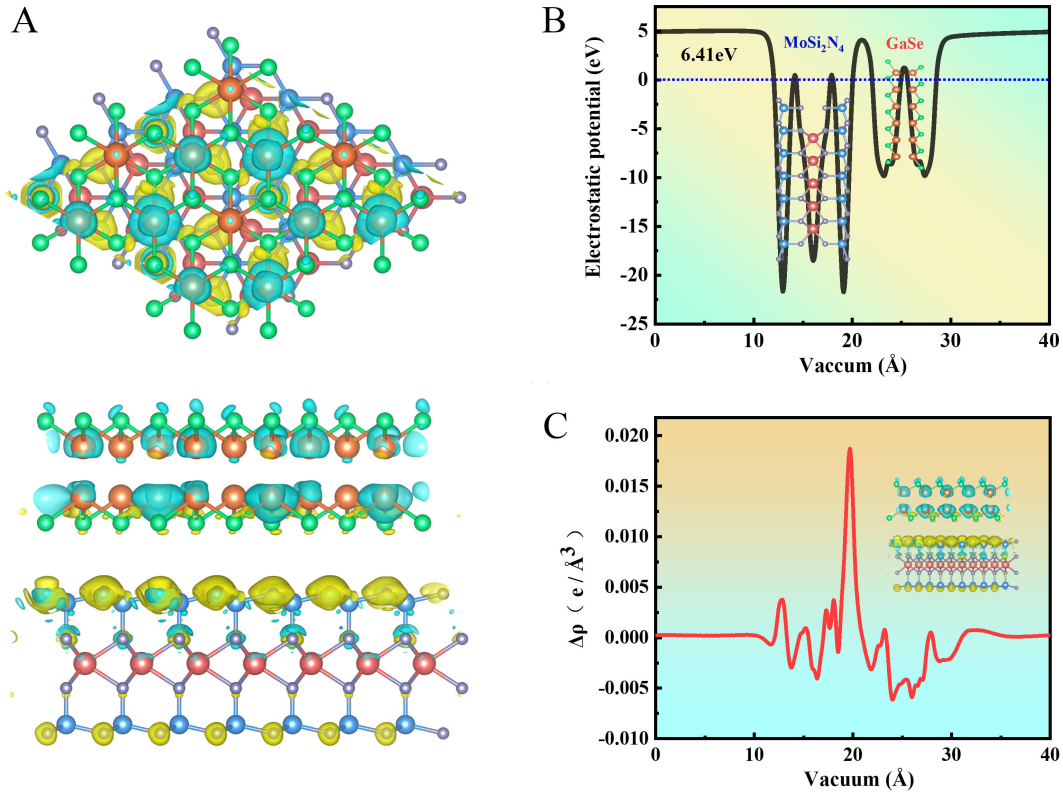 A
B
MoSi₂N₄
GaSe
6.41eV
Electrostatic potential (eV)
5
0
-5
-10
-15
-20
-25
0
10
20
30
40
Vaccum (Å)
C
Δρ ( e / Å³ )
0.020
0.015
0.010
0.005
0.000
-0.005
-0.010
0
10
20
30
40
Vacuum (Å)